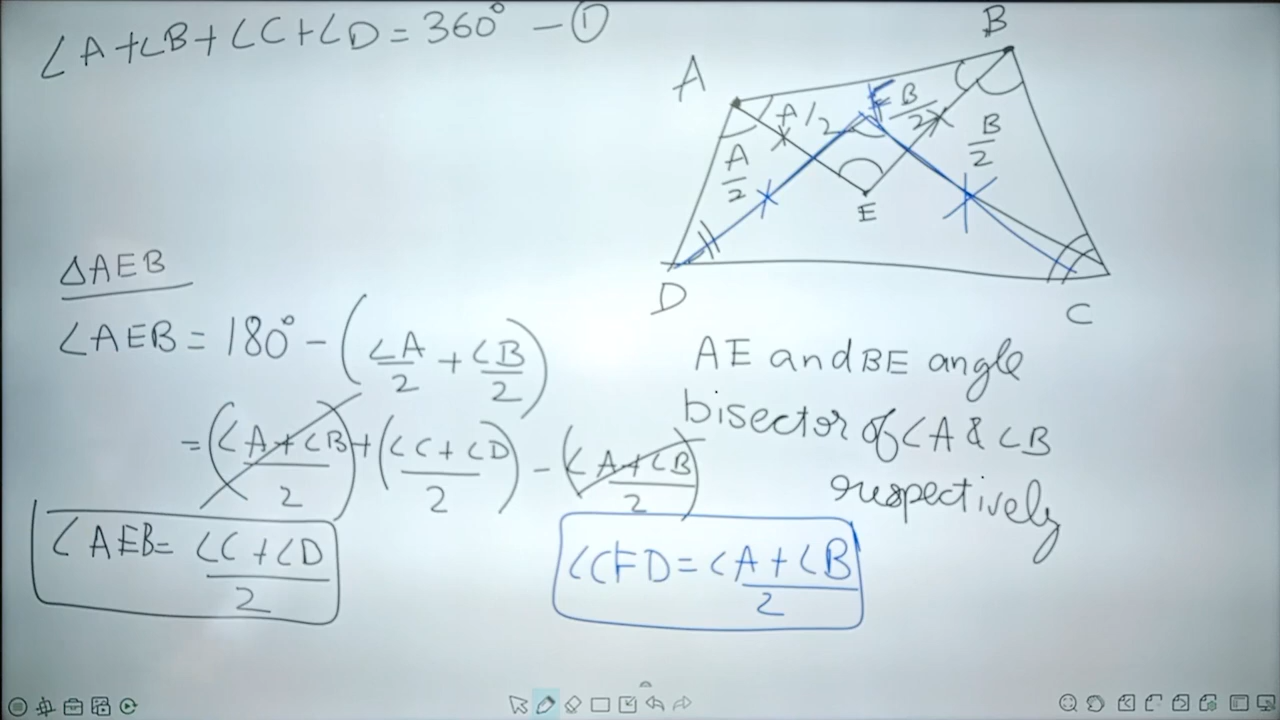 ∠A+∠B+∠C+∠D=360° -①
A
B
A/2
B/2
A/2
B/2
F
E
D
C
△AEB
∠AEB = 180° - (∠A/2 + ∠B/2)
= (∠A+∠B/2)+(∠C+∠D/2) - (∠A+∠B/2)
∠AEB= ∠C+∠D/2
∠CFD=∠A+∠B/2
AE and BE angle
bisector of ∠A & ∠B
respectively